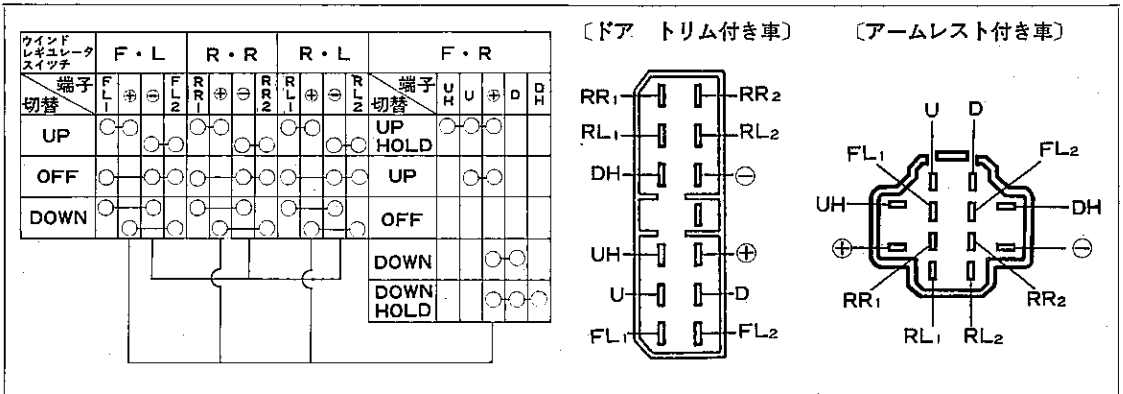 〔ドア トリム付き車〕
〔アームレスト付き車〕
ウインド
レギュレータ
スイッチ
F・L
R・R
R・L
F・R
端子
切替
FL1 ⊕ ⊖ FL2
RR1 ⊕ ⊖ RR2
RL1 ⊕ ⊖ RL2
端子
切替
UH U ⊕ D DH
UP
OFF
DOWN
UP
HOLD
UP
OFF
DOWN
DOWN
HOLD
RR1
RR2
RL1
RL2
DH
⊖
UH
⊕
U
D
FL1
FL2
U
D
FL1
FL2
UH
DH
⊕
⊖
RR1
RR2
RL1
RL2